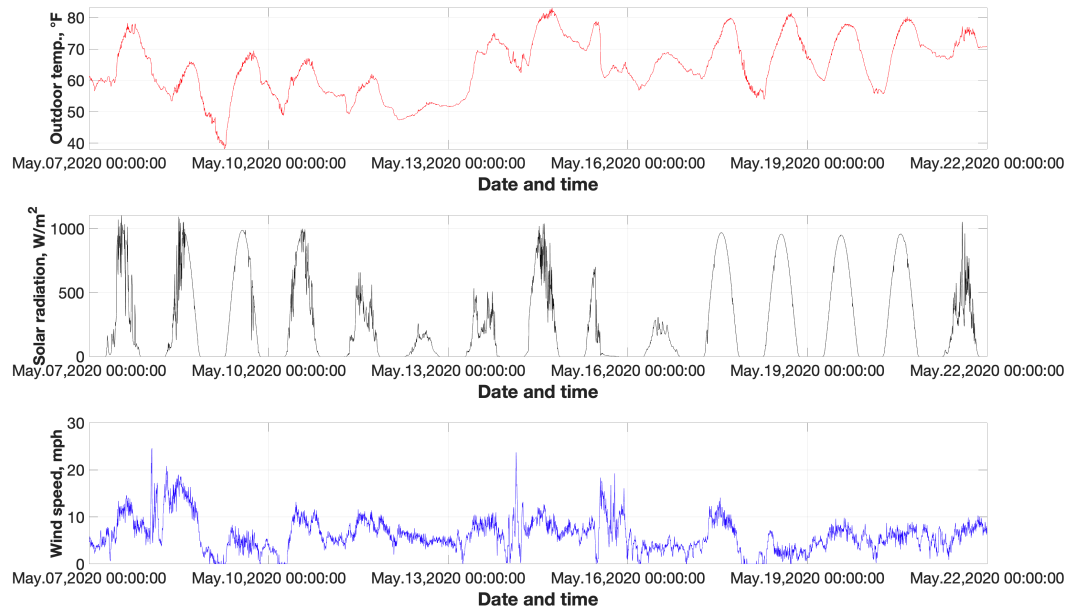 Outdoor temp., °F
80
70
60
50
40
May.07,2020 00:00:00 May.10,2020 00:00:00 May.13,2020 00:00:00 May.16,2020 00:00:00 May.19,2020 00:00:00 May.22,2020 00:00:00
Date and time
Solar radiation, W/m²
1000
500
0
May.07,2020 00:00:00 May.10,2020 00:00:00 May.13,2020 00:00:00 May.16,2020 00:00:00 May.19,2020 00:00:00 May.22,2020 00:00:00
Date and time
Wind speed, mph
30
20
10
0
May.07,2020 00:00:00 May.10,2020 00:00:00 May.13,2020 00:00:00 May.16,2020 00:00:00 May.19,2020 00:00:00 May.22,2020 00:00:00
Date and time